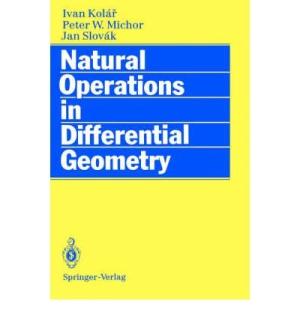 Ivan Kolář
Peter W. Michor
Jan Slovák
Natural
Operations
in
Differential
Geometry
Springer-Verlag